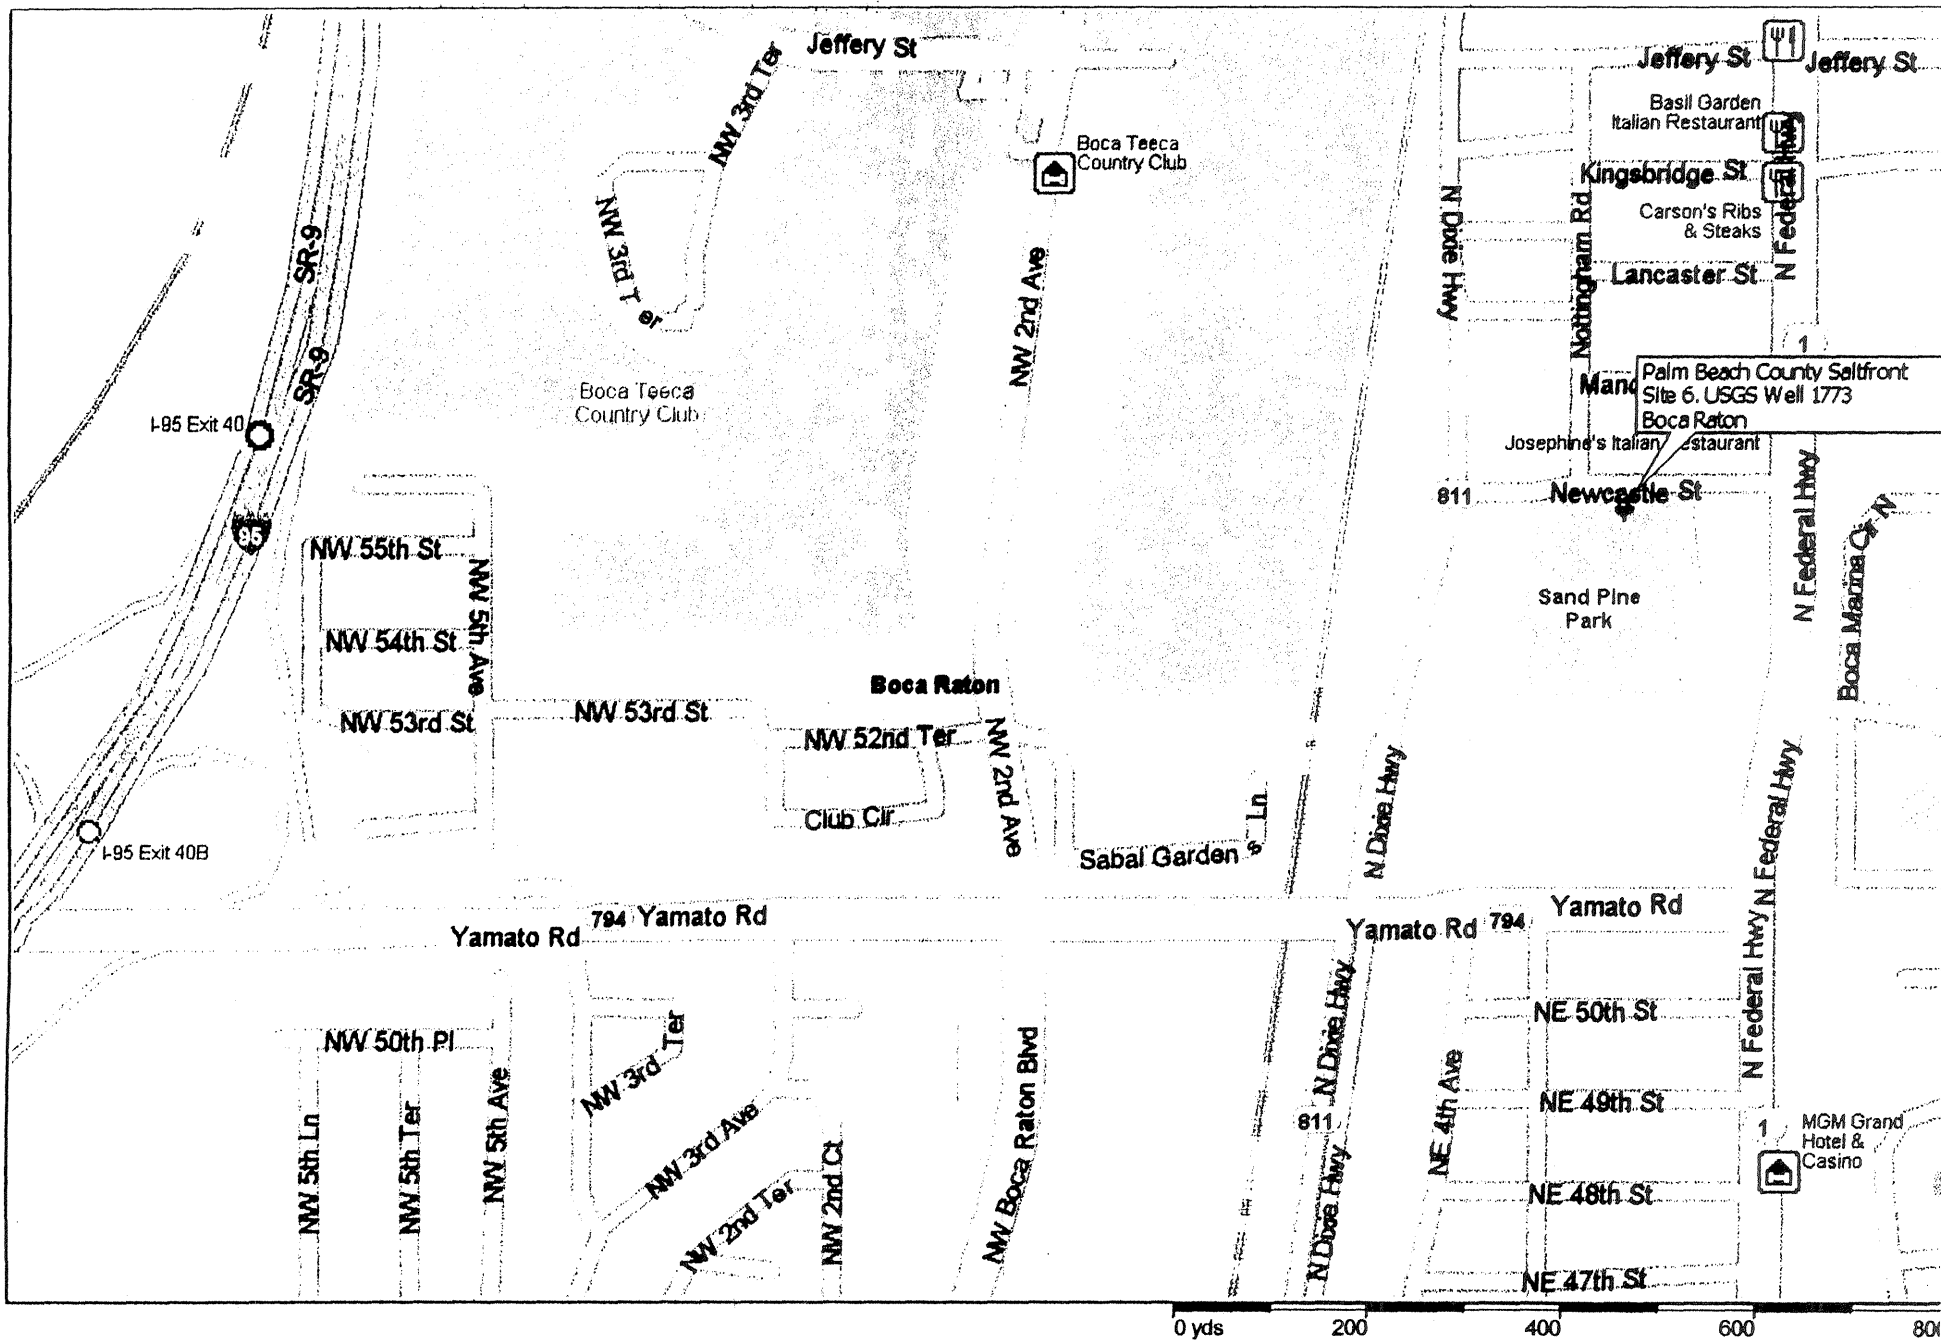 Jeffery St
NW 3rd Ter
Jeffery St
Jeffery St
Basil Garden
Italian Restaurant
Boca Teeca
Country Club
Kingsbridge St
Carson's Ribs
& Steaks
N Federal Hwy
NW 3rd Ter
SR-9
NW 2nd Ave
N Dixie Hwy
Nottingham Rd
Lancaster St
1
SR-9
Boca Teeca
Country Club
Palm Beach County Saltfront
Site 6. USGS Well 1773
Boca Raton
I-95 Exit 40
Josephine's Italian
811
Newcastle St
N Federal Hwy
Boca Marina Cir N
95
NW 55th St
NW 5th Ave
NW 54th St
Sand Pine
Park
Boca Raton
NW 53rd St
NW 53rd St
NW 52nd Ter
NW 2nd Ave
Club Cir
N Dixie Hwy
N Federal Hwy
I-95 Exit 40B
Sabal Gardens Ln
Yamato Rd
794
Yamato Rd
Yamato Rd
794
Yamato Rd
N Federal Hwy
NW 50th Pl
NW 3rd Ter
NW Boca Raton Blvd
N Dixie Hwy
NE 50th St
NW 5th Ln
NW 5th Ter
NW 5th Ave
NW 3rd Ave
NE 4th Ave
NE 49th St
811
1
MGM Grand
Hotel &
Casino
NW 2nd Ter
NW 2nd Ct
N Dixie Hwy
NE 48th St
NE 47th St
0 yds
200
400
600